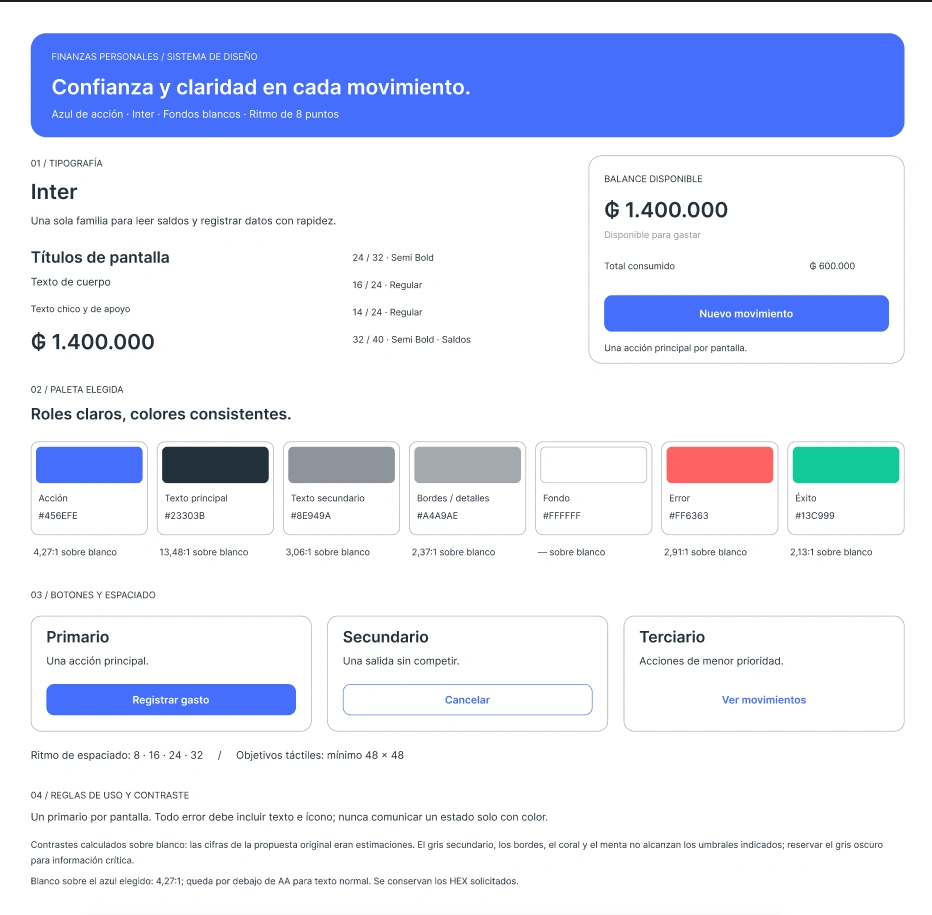 FINANZAS PERSONALES / SISTEMA DE DISEÑO
Confianza y claridad en cada movimiento.
Azul de acción · Inter · Fondos blancos · Ritmo de 8 puntos
01 / TIPOGRAFÍA
Inter
Una sola familia para leer saldos y registrar datos con rapidez.
Títulos de pantalla
24 / 32 · Semi Bold
Texto de cuerpo
16 / 24 · Regular
Texto chico y de apoyo
14 / 24 · Regular
₲ 1.400.000
32 / 40 · Semi Bold · Saldos
BALANCE DISPONIBLE
₲ 1.400.000
Disponible para gastar
Total consumido
₲ 600.000
Nuevo movimiento
Una acción principal por pantalla.
02 / PALETA ELEGIDA
Roles claros, colores consistentes.
Acción
#456EFE
4,27:1 sobre blanco
Texto principal
#23303B
13,48:1 sobre blanco
Texto secundario
#8E949A
3,06:1 sobre blanco
Bordes / detalles
#A4A9AE
2,37:1 sobre blanco
Fondo
#FFFFFF
— sobre blanco
Error
#FF6363
2,91:1 sobre blanco
Éxito
#13C999
2,13:1 sobre blanco
03 / BOTONES Y ESPACIADO
Primario
Una acción principal.
Registrar gasto
Secundario
Una salida sin competir.
Cancelar
Terciario
Acciones de menor prioridad.
Ver movimientos
Ritmo de espaciado: 8 · 16 · 24 · 32 / Objetivos táctiles: mínimo 48 × 48
04 / REGLAS DE USO Y CONTRASTE
Un primario por pantalla. Todo error debe incluir texto e ícono; nunca comunicar un estado solo con color.
Contrastes calculados sobre blanco: las cifras de la propuesta original eran estimaciones. El gris secundario, los bordes, el coral y el menta no alcanzan los umbrales indicados; reservar el gris oscuro
para información crítica.
Blanco sobre el azul elegido: 4,27:1; queda por debajo de AA para texto normal. Se conservan los HEX solicitados.